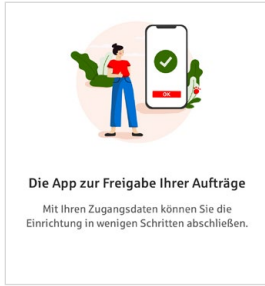 OK
Die App zur Freigabe Ihrer Aufträge
Mit Ihren Zugangsdaten können Sie die
Einrichtung in wenigen Schritten abschließen.